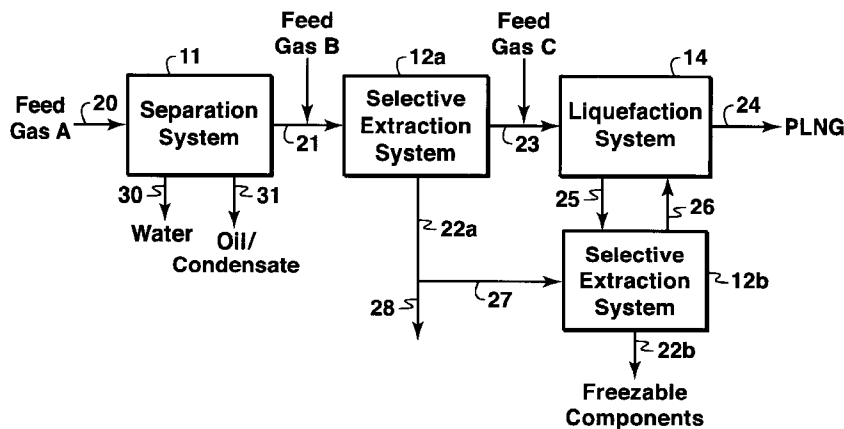 Feed
Gas B
Feed
Gas C
11
12a
14
Feed
Gas A
20
Separation
System
21
Selective
Extraction
System
23
Liquefaction
System
24
PLNG
30
31
Water
Oil/
Condensate
22a
25
26
28
27
Selective
Extraction
System
12b
22b
Freezable
Components